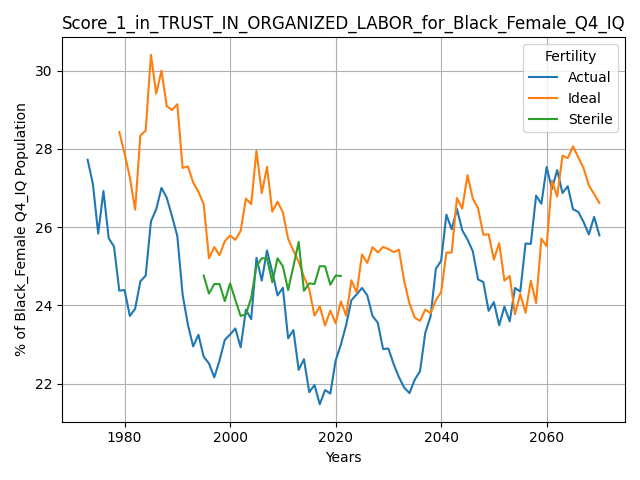 Score_1_in_TRUST_IN_ORGANIZED_LABOR_for_Black_Female_Q4_IQ
Fertility
Actual
Ideal
Sterile
% of Black_Female Q4_IQ Population
30
28
26
24
22
1980
2000
2020
2040
2060
Years